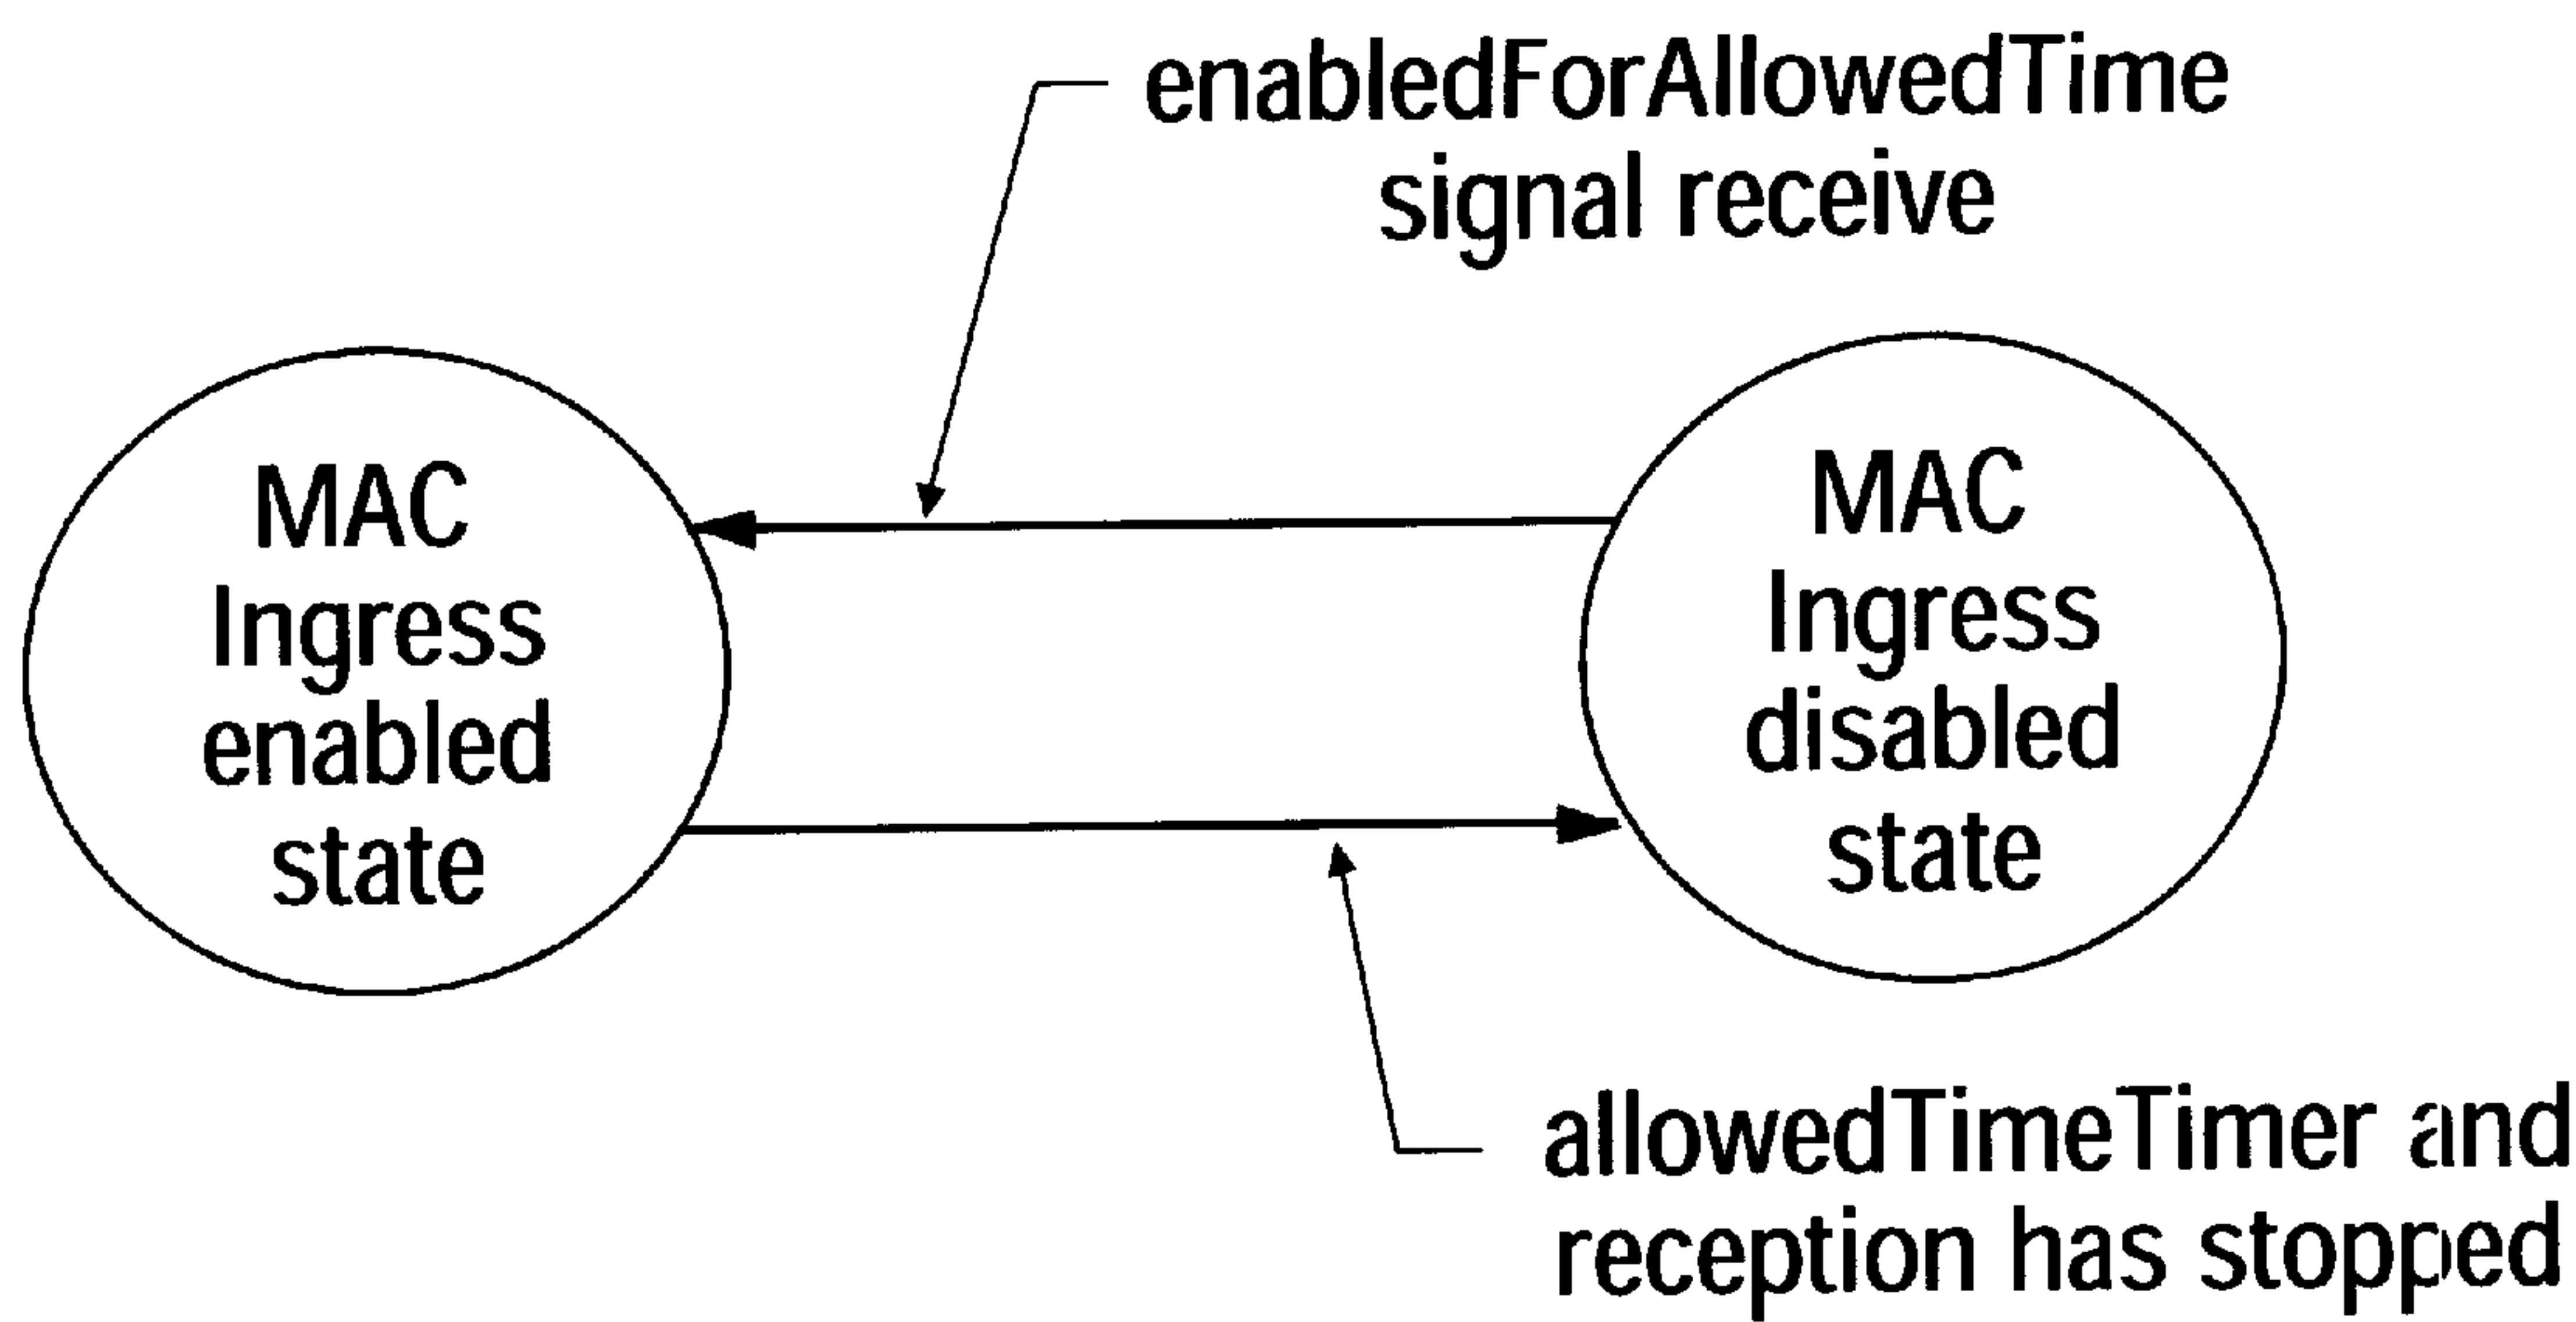 enabledForAllowedTime
signal receive
MAC
Ingress
enabled
state
MAC
Ingress
disabled
state
allowedTimeTimer and
reception has stopped